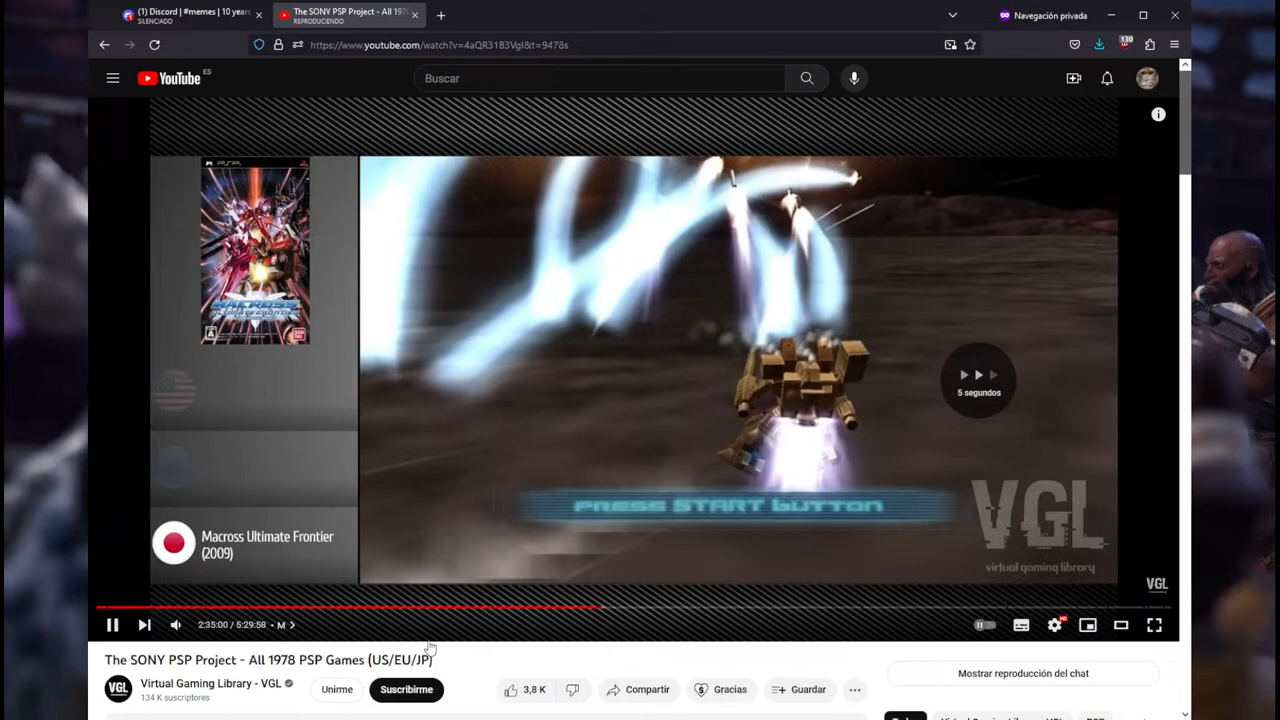 (1) Discord | #memes | 10 years
SILENCIADO
The SONY PSP Project - All 197
REPRODUCIENDO
Navegación privada
https://www.youtube.com/watch?v=4aQR31B3VgI&t=9478s
130
YouTube ES
Buscar
PSP
MACROSS
ULTIMATE FRONTIER
5 segundos
PRESS START BUTTON
VGL
virtual gaming library
Macross Ultimate Frontier
(2009)
VGL
2:35:00 / 5:29:58 • M
HD
The SONY PSP Project - All 1978 PSP Games (US/EU/JP)
VGL
Virtual Gaming Library - VGL
134 K suscriptores
Unirme
Suscribirme
3,8 K
Compartir
Gracias
Guardar
Mostrar reproducción del chat